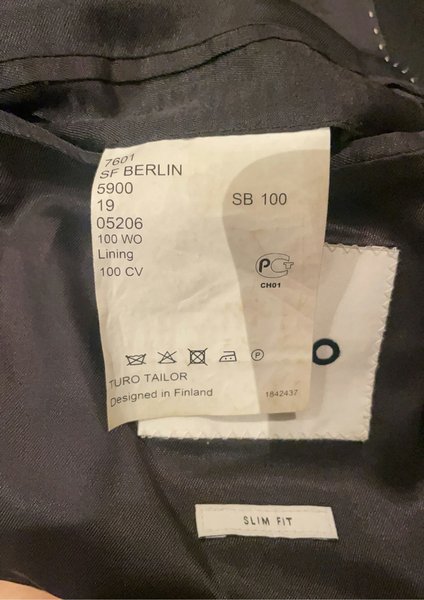 7601
SF BERLIN
5900
19
05206
SB 100
100 WO
Lining
100 CV
PCT
CH01
P
TURO TAILOR
Designed in Finland
1842437
o
SLIM FIT